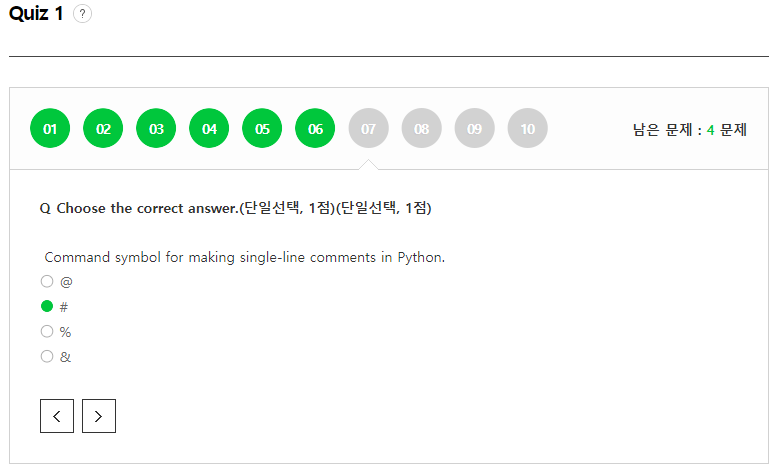 Quiz 1 ?
01 02 03 04 05 06 07 08 09 10 남은 문제 : 4 문제
Q Choose the correct answer.(단일선택, 1점)(단일선택, 1점)
Command symbol for making single-line comments in Python.
@
#
%
&